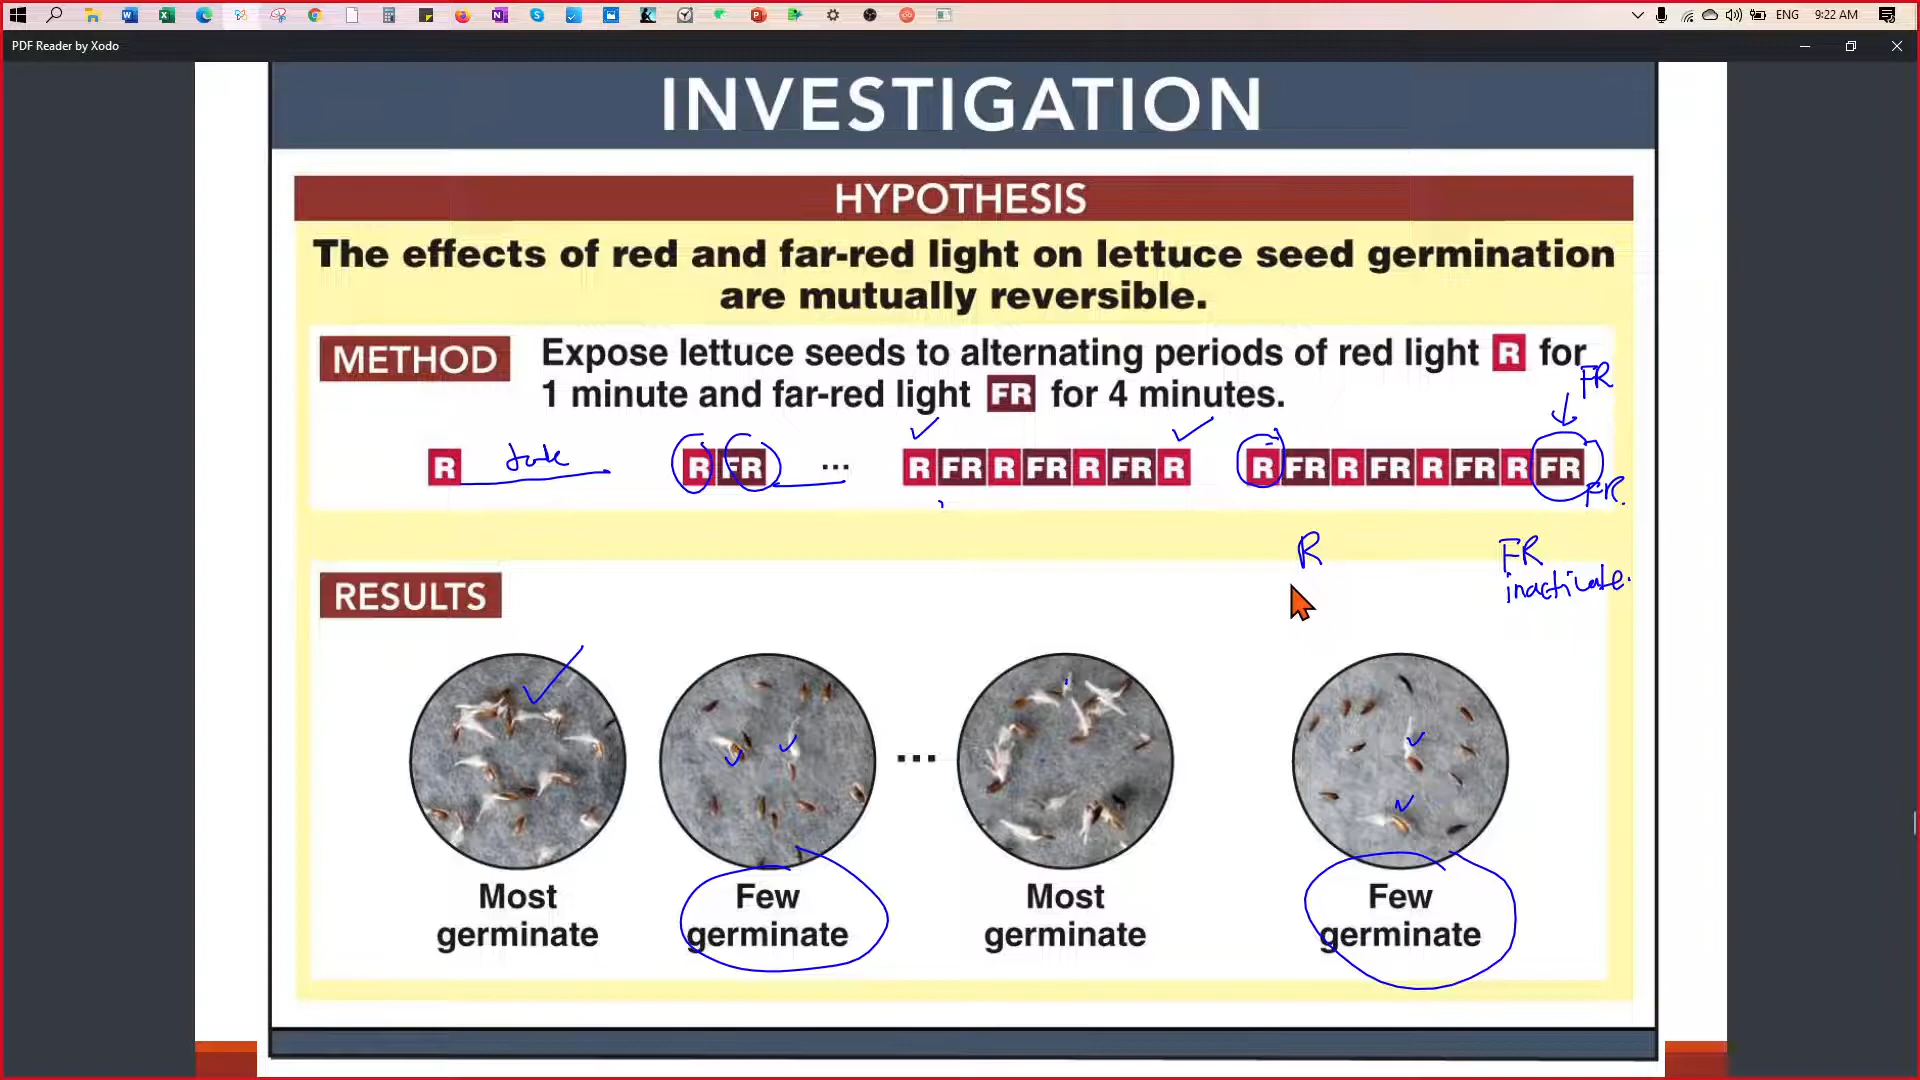 ENG 9:22 AM
PDF Reader by Xodo
INVESTIGATION
HYPOTHESIS
The effects of red and far-red light on lettuce seed germination
are mutually reversible.
METHOD
Expose lettuce seeds to alternating periods of red light R for
1 minute and far-red light FR for 4 minutes.
FR
R
R FR ...
R FR R FR R FR R
R FR R FR R FR R FR
FR.
R
FR
inactivate.
RESULTS
...
Most
germinate
Few
germinate
Most
germinate
Few
germinate